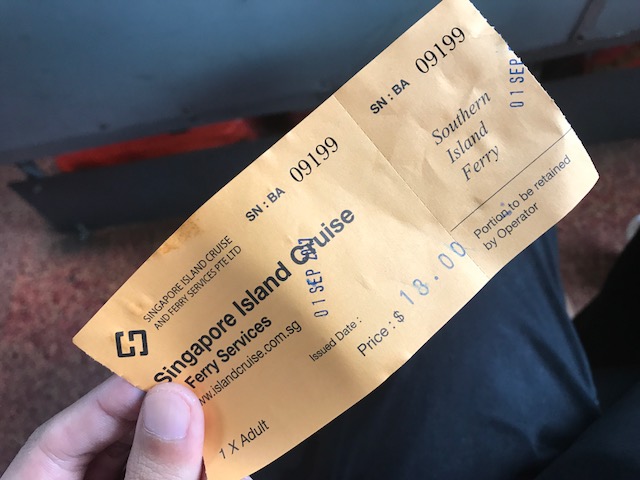 SINGAPORE ISLAND CRUISE
AND FERRY SERVICES PTE LTD
SN : BA 09199
Singapore Island Cruise
Ferry Services
www.islandcruise.com.sg
Issued Date :
01 SEP
Price : $ 18.00
1 X Adult
SN : BA 09199
Southern
Island
Ferry
01 SEP
Portion to be retained
by Operator